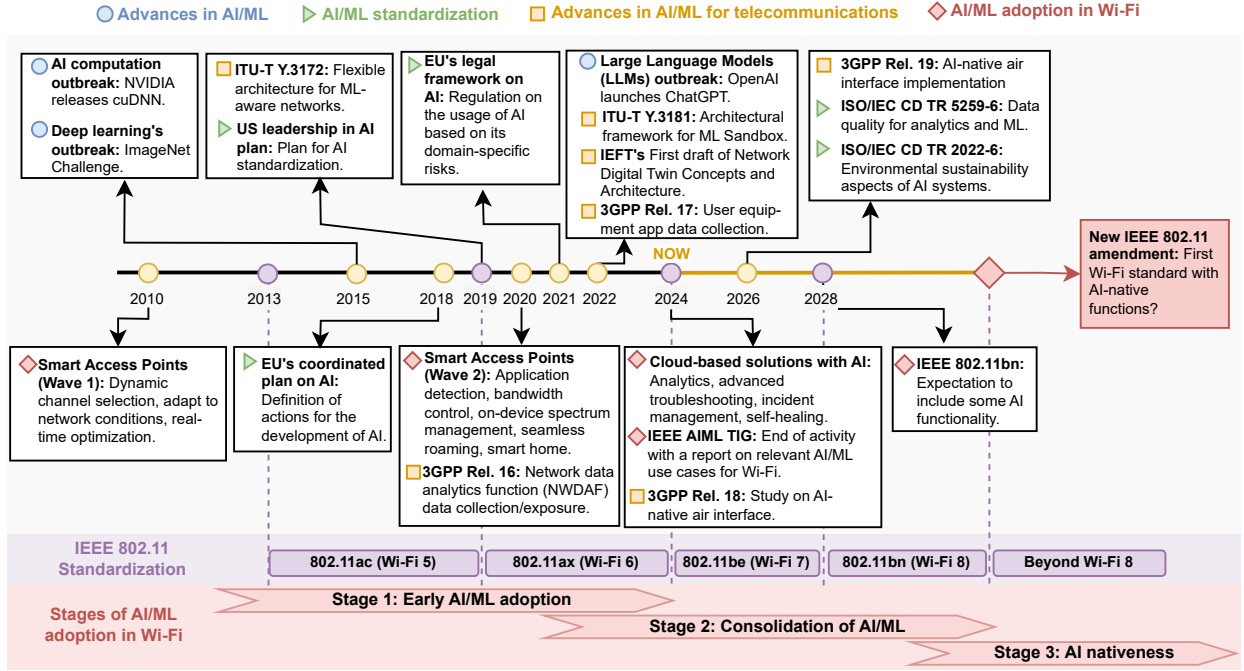 Advances in AI/ML
AI/ML standardization
Advances in AI/ML for telecommunications
AI/ML adoption in Wi-Fi
AI computation
outbreak: NVIDIA
releases cuDNN.
Deep learning's
outbreak: ImageNet
Challenge.
ITU-T Y.3172: Flexible
architecture for ML-
aware networks.
US leadership in AI
plan: Plan for AI
standardization.
EU's legal
framework on
AI: Regulation on
the usage of AI
based on its
domain-specific
risks.
Large Language Models
(LLMs) outbreak: OpenAI
launches ChatGPT.
ITU-T Y.3181: Architectural
framework for ML Sandbox.
IEFT's First draft of Network
Digital Twin Concepts and
Architecture.
3GPP Rel. 17: User equip-
ment app data collection.
3GPP Rel. 19: AI-native air
interface implementation
ISO/IEC CD TR 5259-6: Data
quality for analytics and ML.
ISO/IEC CD TR 2022-6:
Environmental sustainability
aspects of AI systems.
New IEEE 802.11
amendment: First
Wi-Fi standard with
AI-native
functions?
NOW
2010
2013
2015
2018
2019
2020
2021
2022
2024
2026
2028
Smart Access Points
(Wave 1): Dynamic
channel selection, adapt to
network conditions, real-
time optimization.
EU's coordinated
plan on AI:
Definition of
actions for the
development of AI.
Smart Access Points
(Wave 2): Application
detection, bandwidth
control, on-device spectrum
management, seamless
roaming, smart home.
3GPP Rel. 16: Network data
analytics function (NWDAF)
data collection/exposure.
Cloud-based solutions with AI:
Analytics, advanced
troubleshooting, incident
management, self-healing.
IEEE AIML TIG: End of activity
with a report on relevant AI/ML
use cases for Wi-Fi.
3GPP Rel. 18: Study on AI-
native air interface.
IEEE 802.11bn:
Expectation to
include some AI
functionality.
IEEE 802.11
Standardization
802.11ac (Wi-Fi 5)
802.11ax (Wi-Fi 6)
802.11be (Wi-Fi 7)
802.11bn (Wi-Fi 8)
Beyond Wi-Fi 8
Stages of AI/ML
adoption in Wi-Fi
Stage 1: Early AI/ML adoption
Stage 2: Consolidation of AI/ML
Stage 3: AI nativeness